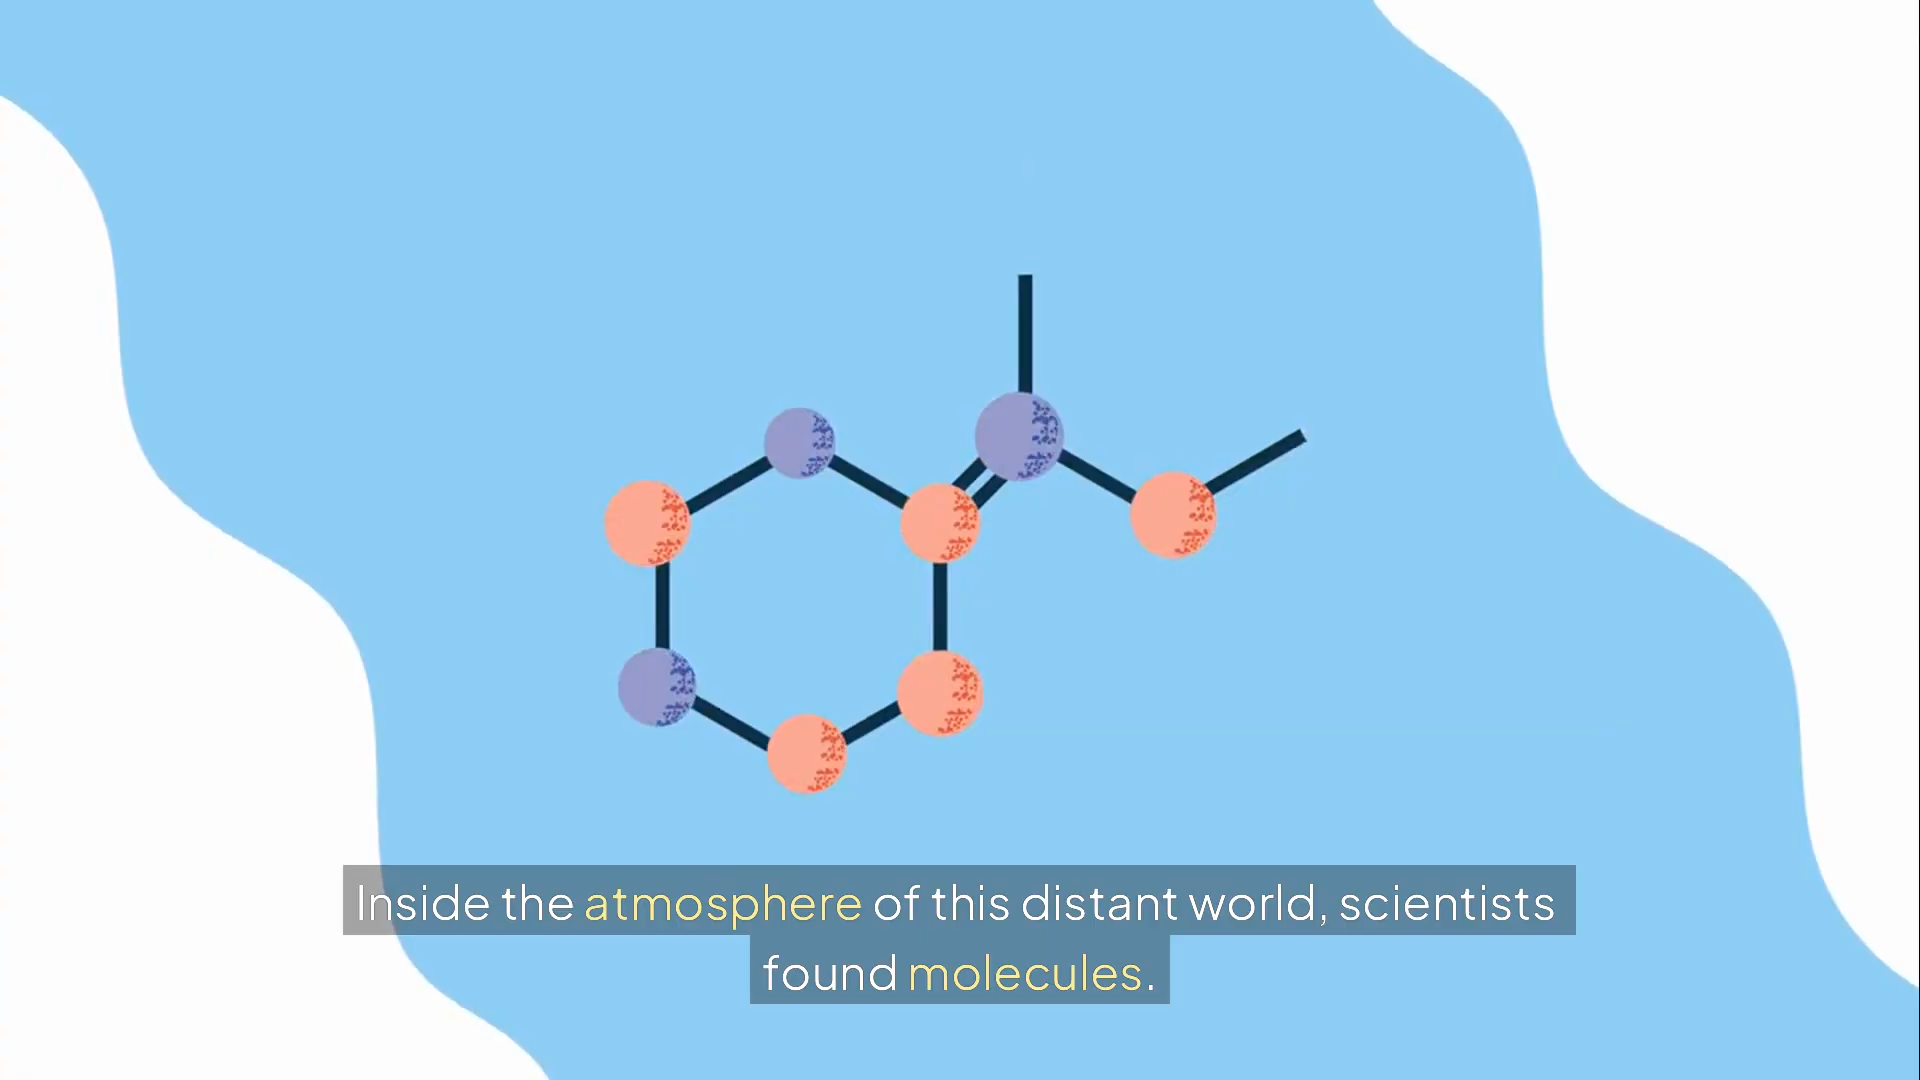 Inside the atmosphere of this distant world, scientists
found molecules.